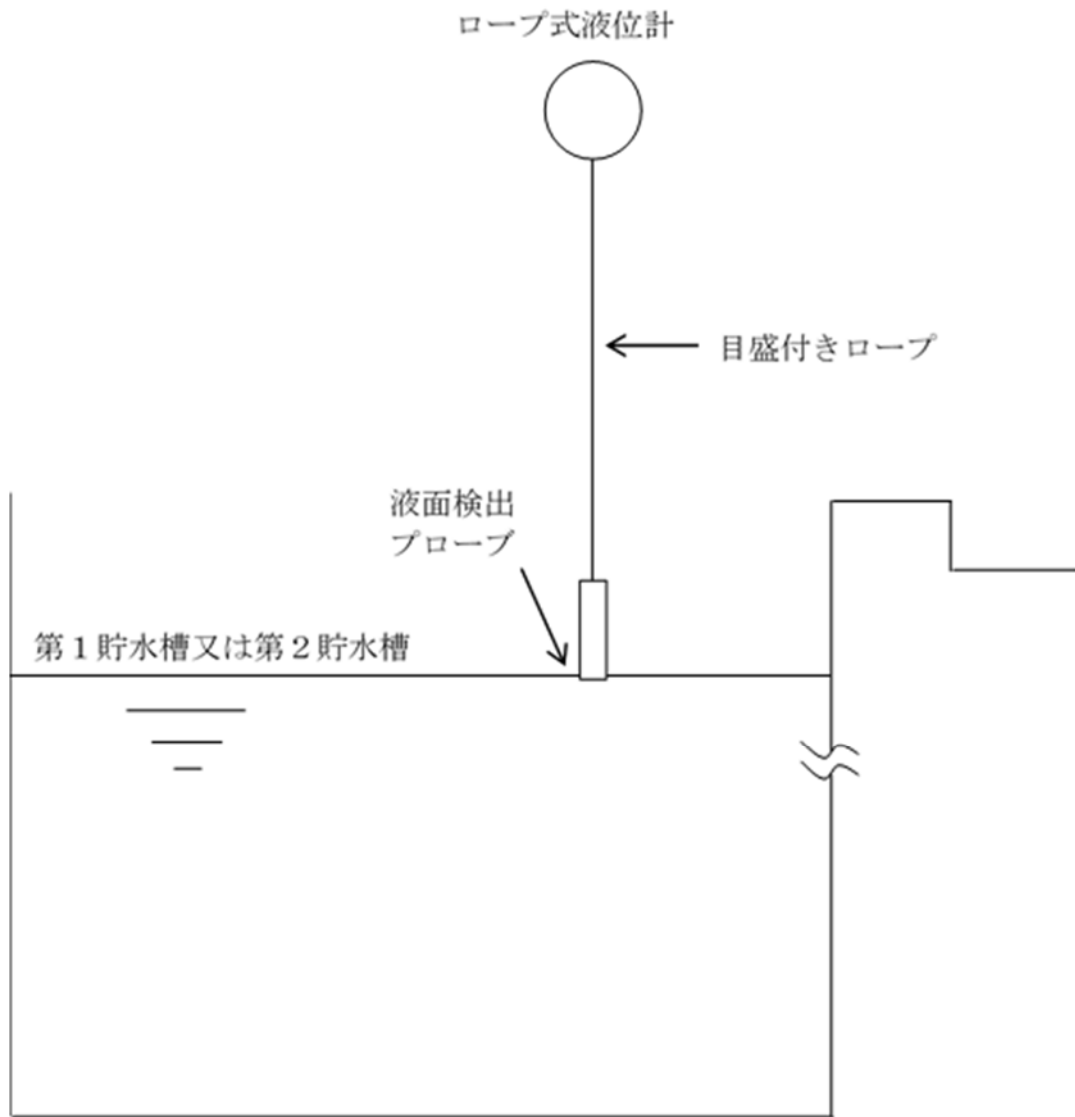 ロープ式液位計
目盛付きロープ
液面検出
プローブ
第１貯水槽又は第２貯水槽